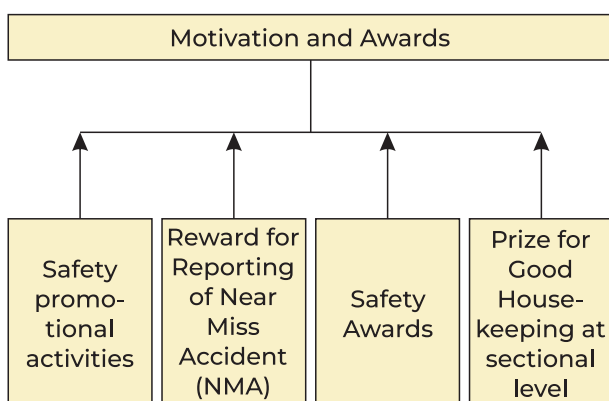 Motivation and Awards
Safety
promo-
tional
activities
Reward for
Reporting
of Near
Miss
Accident
(NMA)
Safety
Awards
Prize for
Good
House-
keeping at
sectional
level